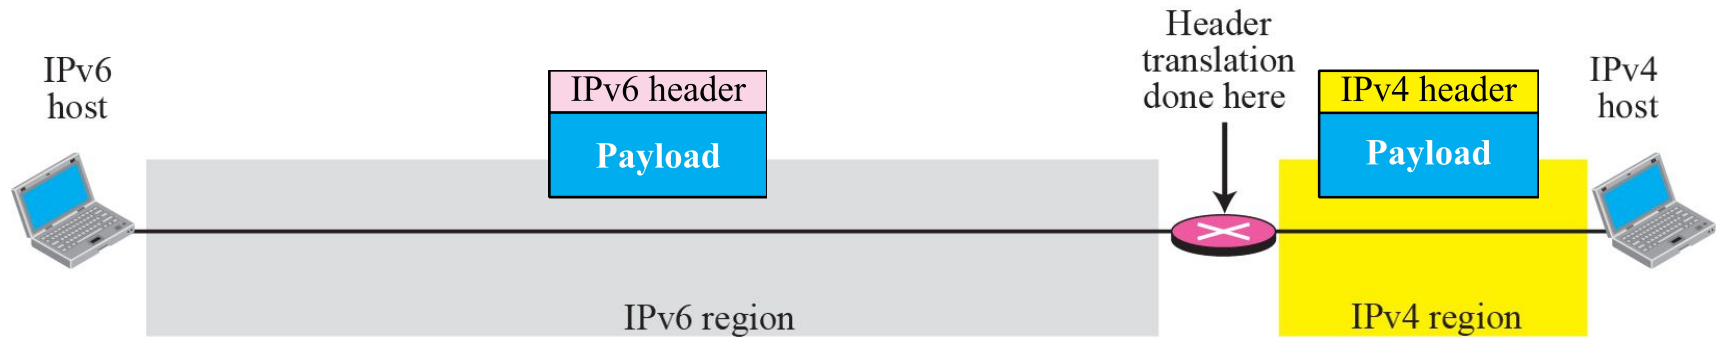 IPv6
host
IPv6 header
Payload
Header
translation
done here
IPv4 header
Payload
IPv4
host
IPv6 region
IPv4 region